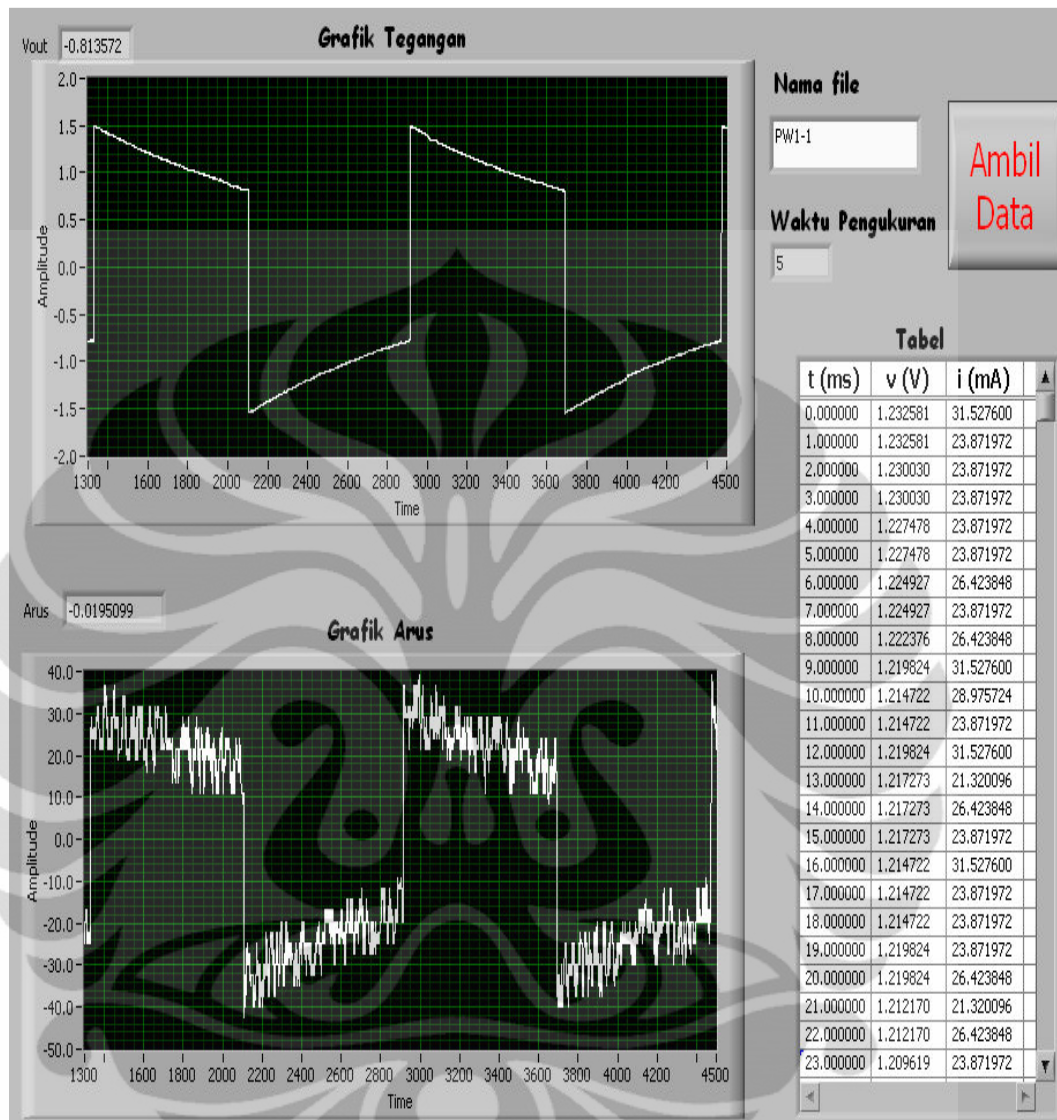 Vout -0.813572
Grafik Tegangan
2.0
1.5
1.0
0.5
0.0
-0.5
-1.0
-1.5
-2.0
Amplitude
1300 1600 1800 2000 2200 2400 2600 2800 3000 3200 3400 3600 3800 4000 4200 4500
Time
Nama file
PW1-1
Ambil
Data
Waktu Pengukuran
5
Arus -0.0195099
Grafik Arus
40.0
30.0
20.0
10.0
0.0
-10.0
-20.0
-30.0
-40.0
-50.0
Amplitude
1300 1600 1800 2000 2200 2400 2600 2800 3000 3200 3400 3600 3800 4000 4200 4500
Time
Tabel
t (ms) v (V) i (mA)
0.000000 1.232581 31.527600
1.000000 1.232581 23.871972
2.000000 1.230030 23.871972
3.000000 1.230030 23.871972
4.000000 1.227478 23.871972
5.000000 1.227478 23.871972
6.000000 1.224927 26.423848
7.000000 1.224927 23.871972
8.000000 1.222376 26.423848
9.000000 1.219824 31.527600
10.000000 1.214722 28.975724
11.000000 1.214722 23.871972
12.000000 1.219824 31.527600
13.000000 1.217273 21.320096
14.000000 1.217273 26.423848
15.000000 1.217273 23.871972
16.000000 1.214722 31.527600
17.000000 1.214722 23.871972
18.000000 1.214722 23.871972
19.000000 1.219824 23.871972
20.000000 1.219824 26.423848
21.000000 1.212170 21.320096
22.000000 1.212170 26.423848
23.000000 1.209619 23.871972